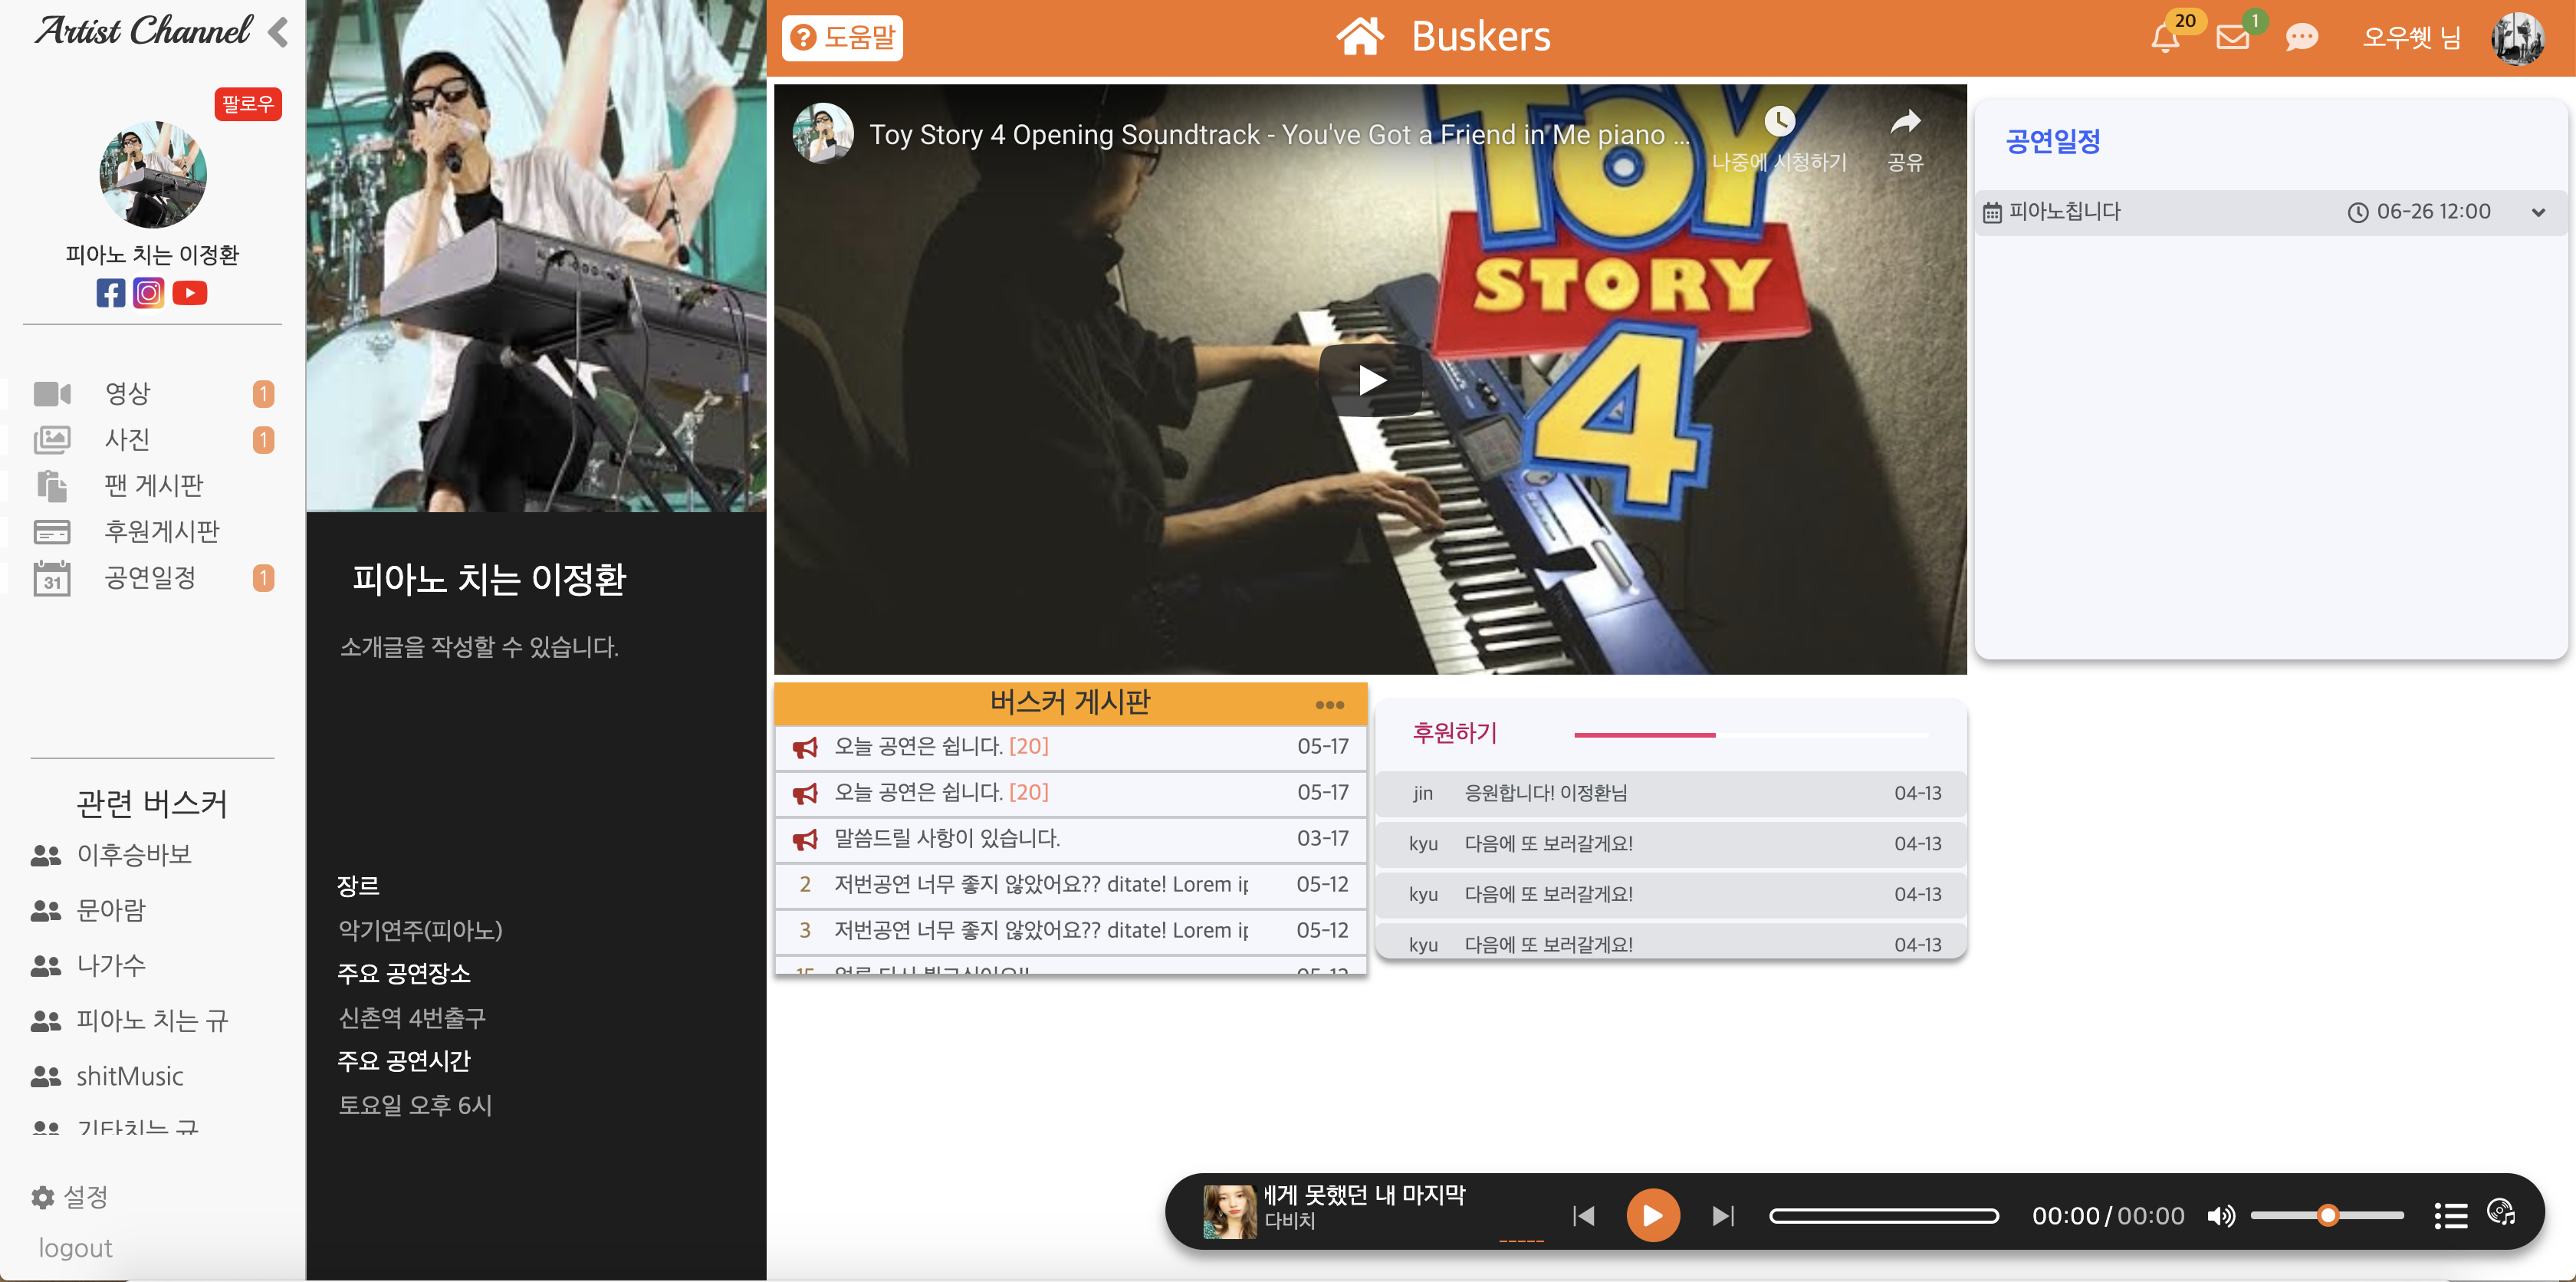 Artist Channel
팔로우
피아노 치는 이정환
영상 1
사진 1
팬 게시판
후원게시판
31 공연일정 1
관련 버스커
이후승바보
문아람
나가수
피아노 치는 규
shitMusic
기타치는 규
설정
logout
피아노 치는 이정환
소개글을 작성할 수 있습니다.
장르
악기연주(피아노)
주요 공연장소
신촌역 4번출구
주요 공연시간
토요일 오후 6시
? 도움말
Buskers
20
1
오우쒯 님
Toy Story 4 Opening Soundtrack - You've Got a Friend in Me piano ...
나중에 시청하기
공유
TOY
STORY
4
공연일정
피아노칩니다 06-26 12:00
버스커 게시판
오늘 공연은 쉽니다. [20] 05-17
오늘 공연은 쉽니다. [20] 05-17
말씀드릴 사항이 있습니다. 03-17
2 저번공연 너무 좋지 않았어요?? ditate! Lorem 05-12
3 저번공연 너무 좋지 않았어요?? ditate! Lorem 05-12
후원하기
jin 응원합니다! 이정환님 04-13
kyu 다음에 또 보러갈게요! 04-13
kyu 다음에 또 보러갈게요! 04-13
kyu 다음에 또 보러갈게요! 04-13
에게 못했던 내 마지막
다비치
00:00 / 00:00